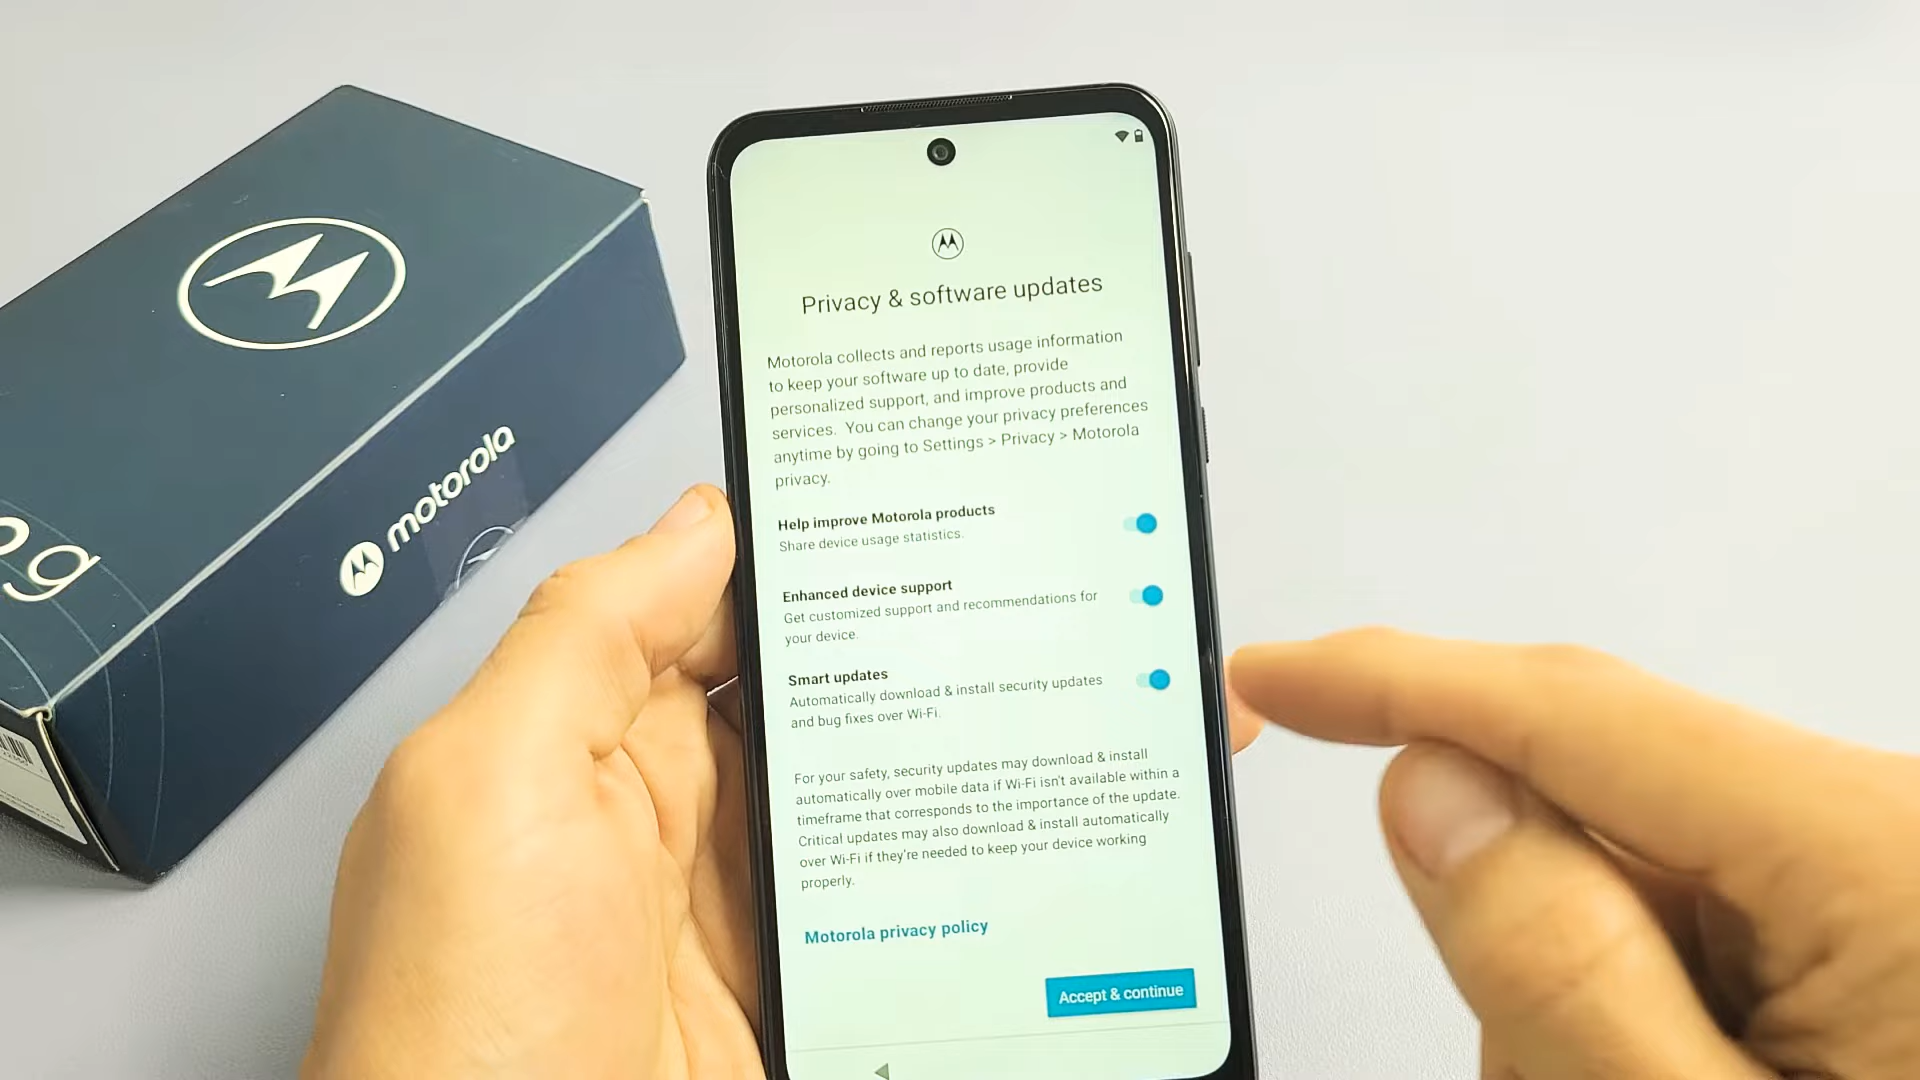 motorola
g
Privacy & software updates
Motorola collects and reports usage information
to keep your software up to date, provide
personalized support, and improve products and
services. You can change your privacy preferences
anytime by going to Settings > Privacy > Motorola
privacy.
Help improve Motorola products
Share device usage statistics.
Enhanced device support
Get customized support and recommendations for
your device.
Smart updates
Automatically download & install security updates
and bug fixes over Wi-Fi.
For your safety, security updates may download & install
automatically over mobile data if Wi-Fi isn't available within a
timeframe that corresponds to the importance of the update.
Critical updates may also download & install automatically
over Wi-Fi if they're needed to keep your device working
properly.
Motorola privacy policy
Accept & continue